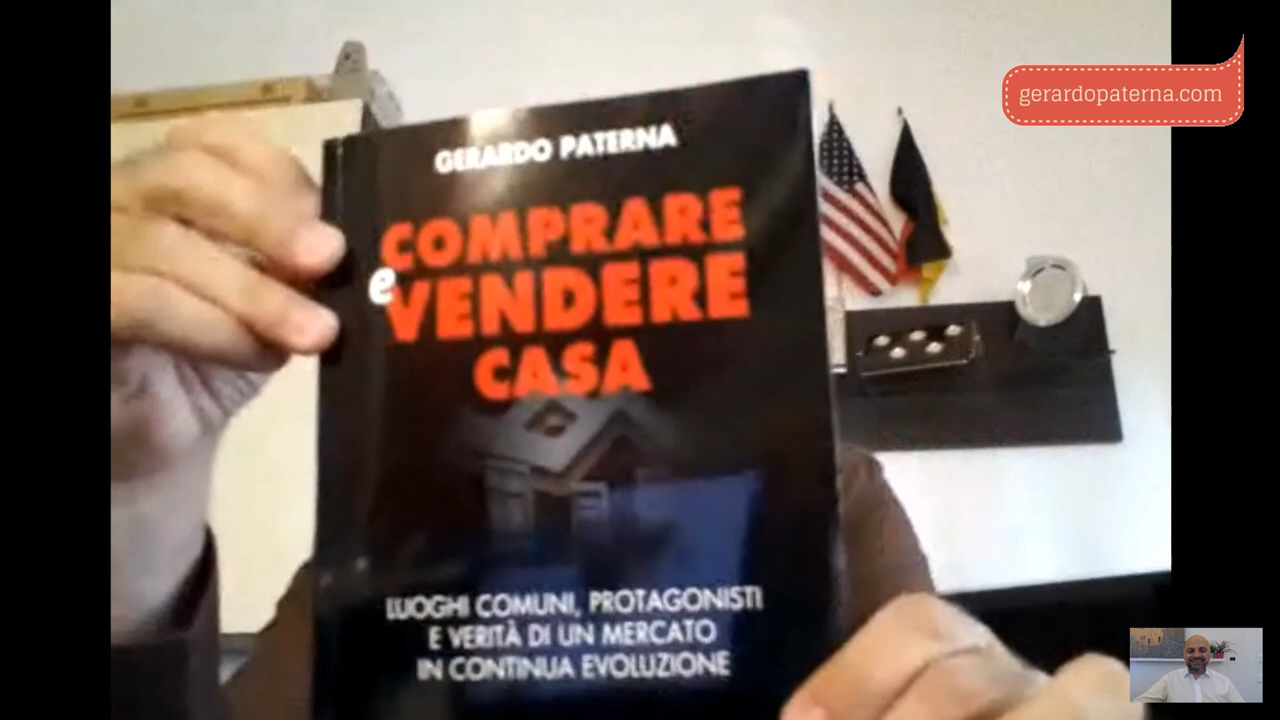 gerardopaterna.com
GERARDO PATERNA
COMPRARE
e VENDERE
CASA
LUOGHI COMUNI, PROTAGONISTI
E VERITÀ DI UN MERCATO
IN CONTINUA EVOLUZIONE